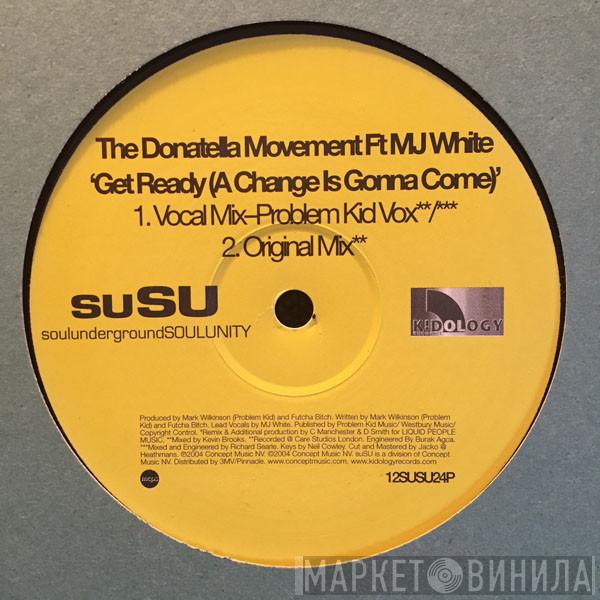 The Donatella Movement Ft MJ White
'Get Ready (A Change Is Gonna Come)'
1. Vocal Mix–Problem Kid Vox**/***
2. Original Mix**
suSU
soulundergroundSOULUNITY
KIDOLOGY
Produced by Mark Wilkinson (Problem Kid) and Futcha Bitch. Written by Mark Wilkinson (Problem
Kid) and Futcha Bitch. Lead Vocals by MJ White. Published by Problem Kid Music/ Westbury Music/
Copyright Control. *Remix & Additional production by C Manchester & D Smith for LIQUID PEOPLE
MUSIC. **Mixed by Kevin Brooks. **Recorded @ Care Studios London. Engineered By Burak Agca.
***Mixed and Engineered by Richard Searle. Keys by Neil Cowley. Cut and Mastered by Jacko @
Heathmans. ℗2004 Concept Music NV. ©2004 Concept Music NV. suSU is a division of Concept
Music NV. Distributed by 3MV/Pinnacle. www.conceptmusic.com, www.kidologyrecords.com
12SUSU24P
МАРКЕТ ВИНИЛА